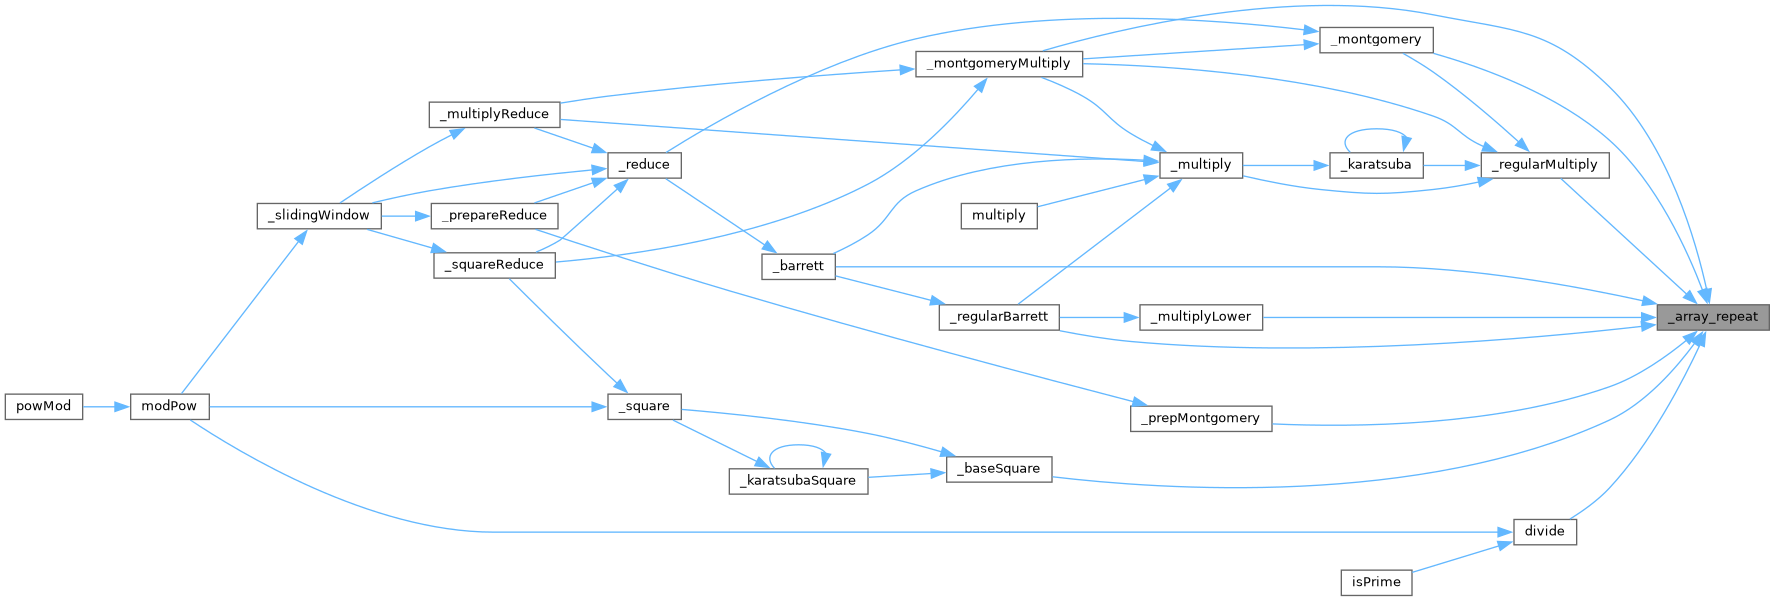 _montgomery
_montgomeryMultiply
_multiplyReduce
_reduce
_multiply
_karatsuba
_regularMultiply
_slidingWindow
_prepareReduce
multiply
_squareReduce
_barrett
_regularBarrett
_multiplyLower
_array_repeat
powMod
modPow
_square
_prepMontgomery
_karatsubaSquare
_baseSquare
divide
isPrime